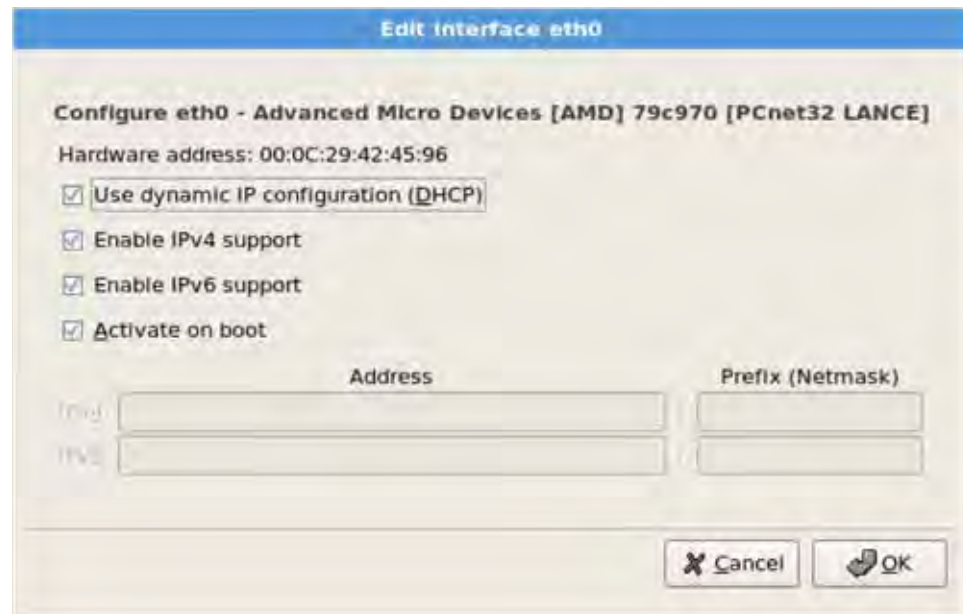 Edit Interface eth0
Configure eth0 - Advanced Micro Devices [AMD] 79c970 [PCnet32 LANCE]
Hardware address: 00:0C:29:42:45:96
Use dynamic IP configuration (DHCP)
Enable IPv4 support
Enable IPv6 support
Activate on boot
Address Prefix (Netmask)
IPv4
IPv6
Cancel OK